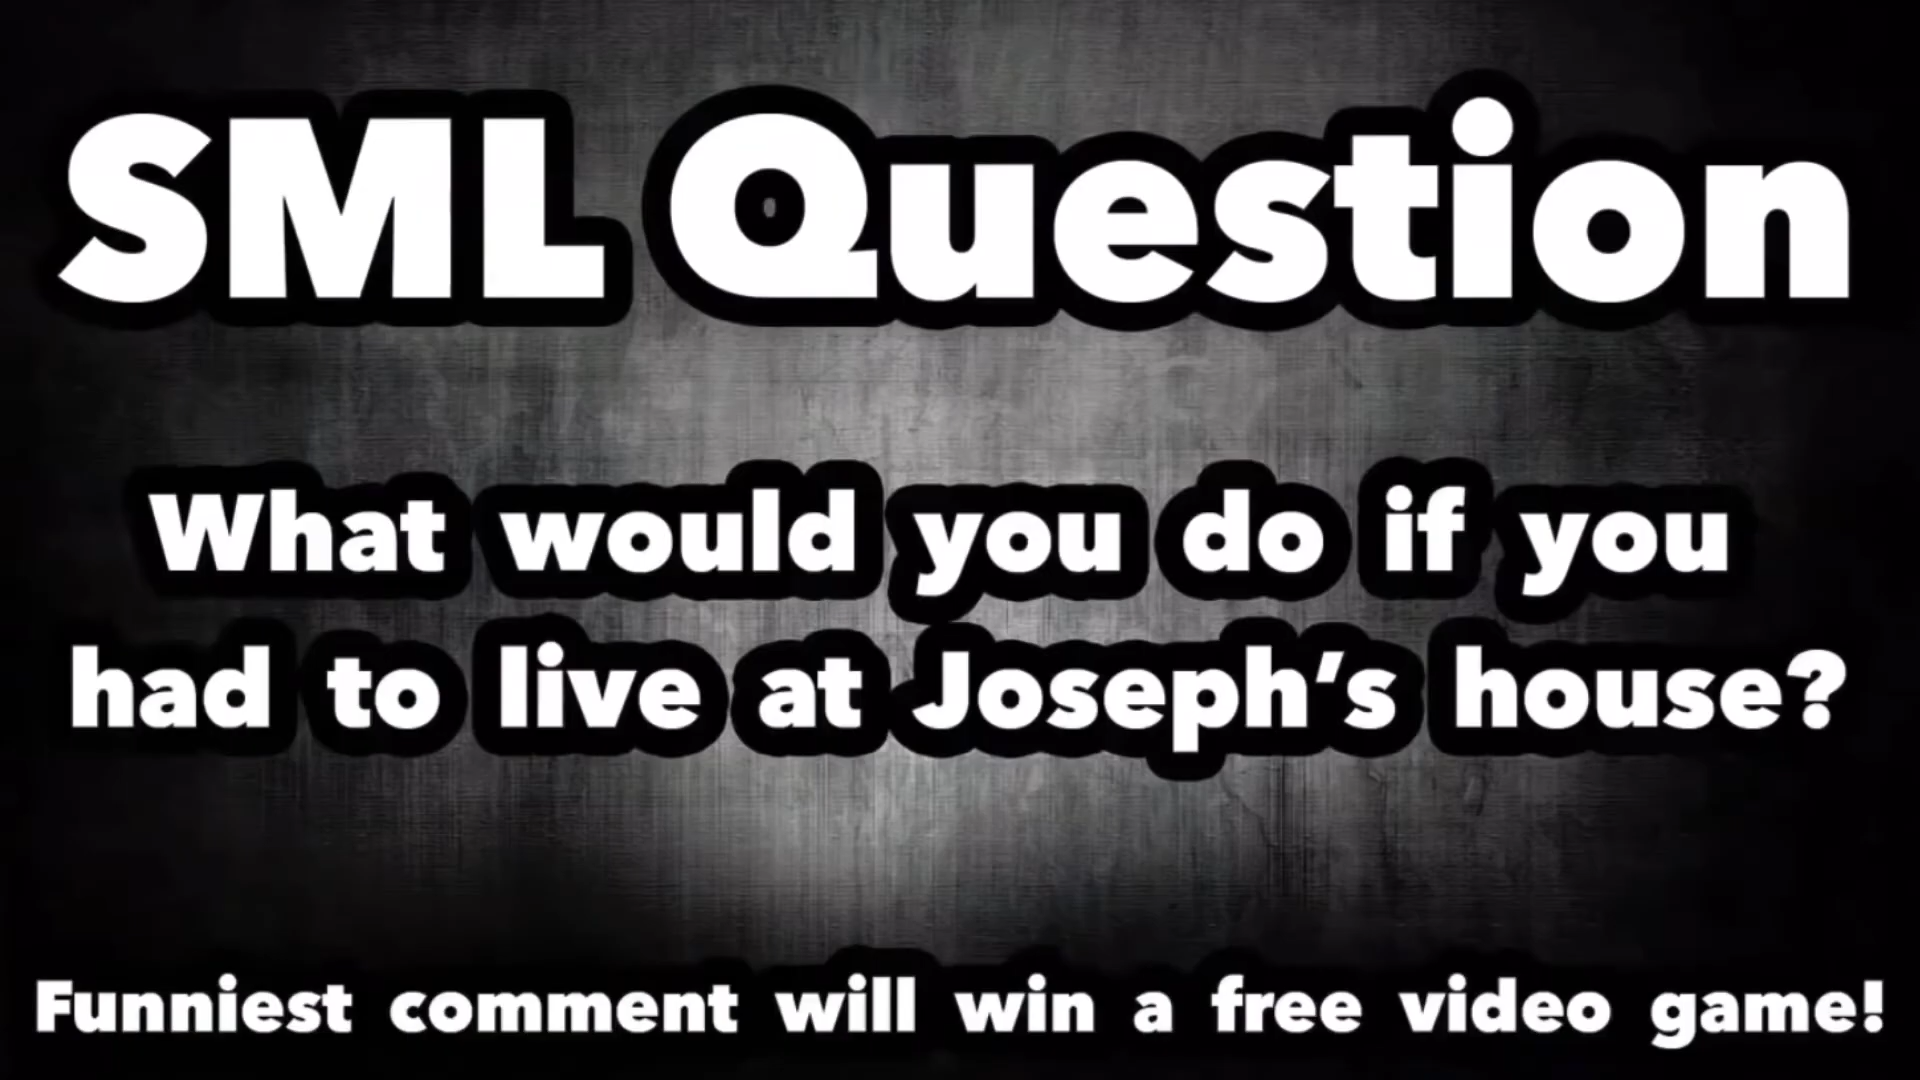 SML Question
What would you do if you
had to live at Joseph's house?
Funniest comment will win a free video game!